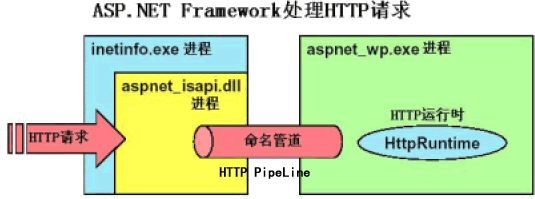 ASP.NET Framework处理HTTP请求
inetinfo.exe 进程
aspnet_isapi.dll
进程
HTTP请求
命名管道
HTTP PipeLine
aspnet_wp.exe 进程
HTTP运行时
HttpRuntime